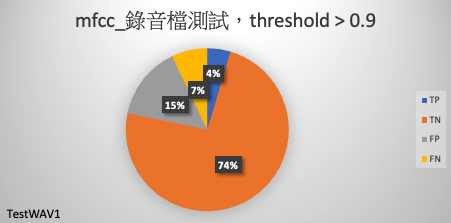 mfcc_錄音檔測試，threshold > 0.9
4%
7%
15%
74%
TP
TN
FP
FN
TestWAV1